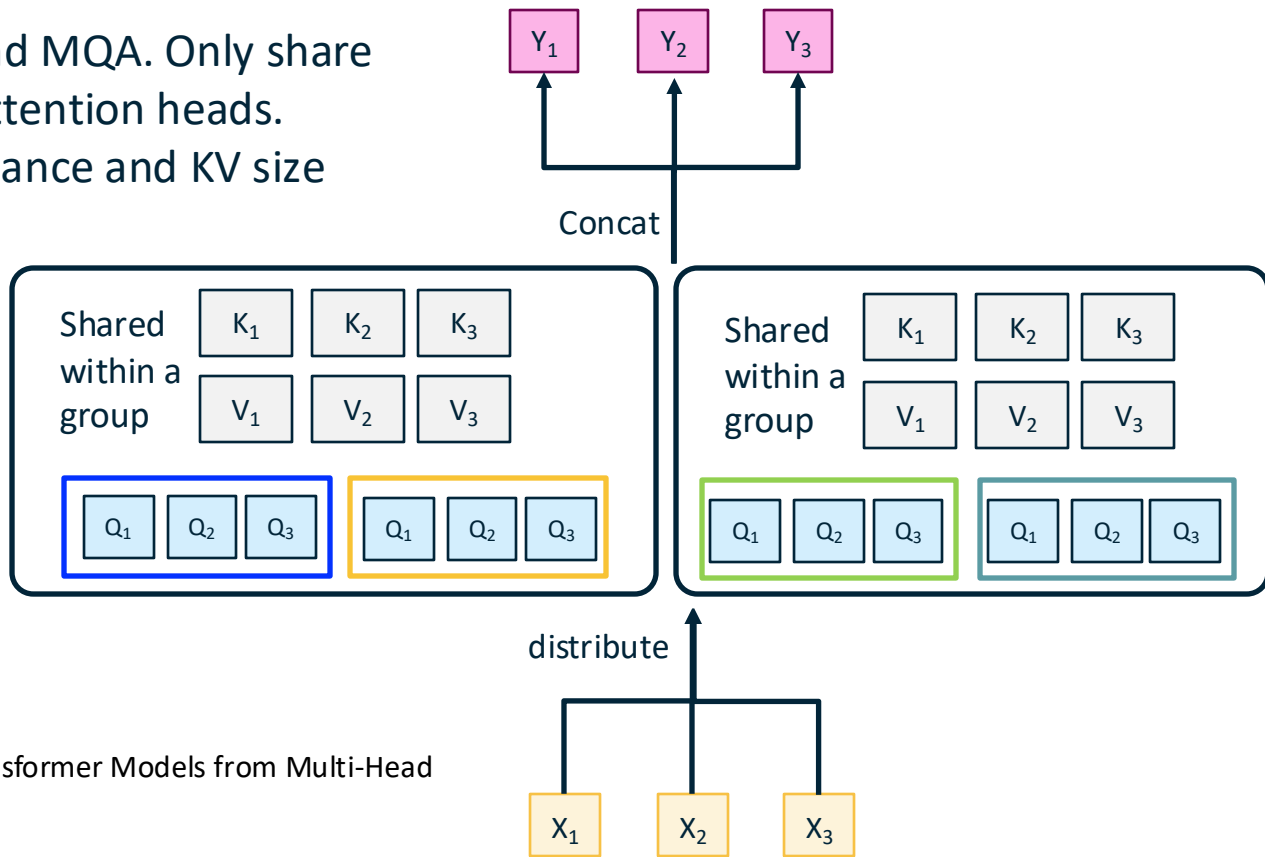 nd MQA. Only share
ttention heads.
ance and KV size
Y₁ Y₂ Y₃
Concat
Shared within a group
K₁ K₂ K₃
V₁ V₂ V₃
Q₁ Q₂ Q₃ Q₁ Q₂ Q₃
Shared within a group
K₁ K₂ K₃
V₁ V₂ V₃
Q₁ Q₂ Q₃ Q₁ Q₂ Q₃
distribute
sformer Models from Multi-Head
X₁ X₂ X₃